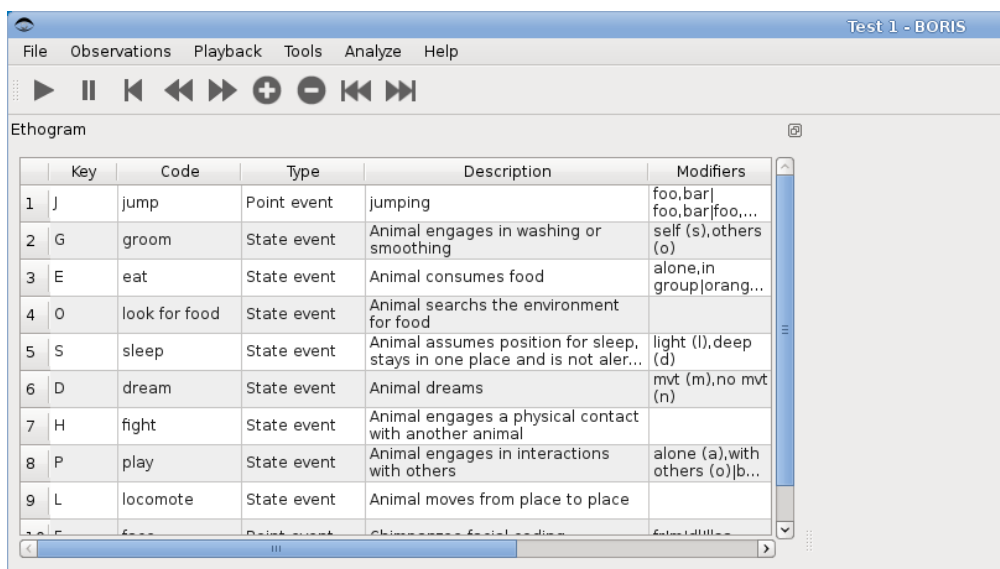 Test 1 - BORIS
File Observations Playback Tools Analyze Help
Ethogram
Key Code Type Description Modifiers
1 J jump Point event jumping foo,bar|
foo,bar|foo,...
2 G groom State event Animal engages in washing or
smoothing self (s),others
(o)
3 E eat State event Animal consumes food alone,in
group|orang...
4 O look for food State event Animal searchs the environment
for food
5 S sleep State event Animal assumes position for sleep,
stays in one place and is not aler... light (l),deep
(d)
6 D dream State event Animal dreams mvt (m),no mvt
(n)
7 H fight State event Animal engages a physical contact
with another animal
8 P play State event Animal engages in interactions
with others alone (a),with
others (o)|b...
9 L locomote State event Animal moves from place to place
Point event Chimpanzee facial coding